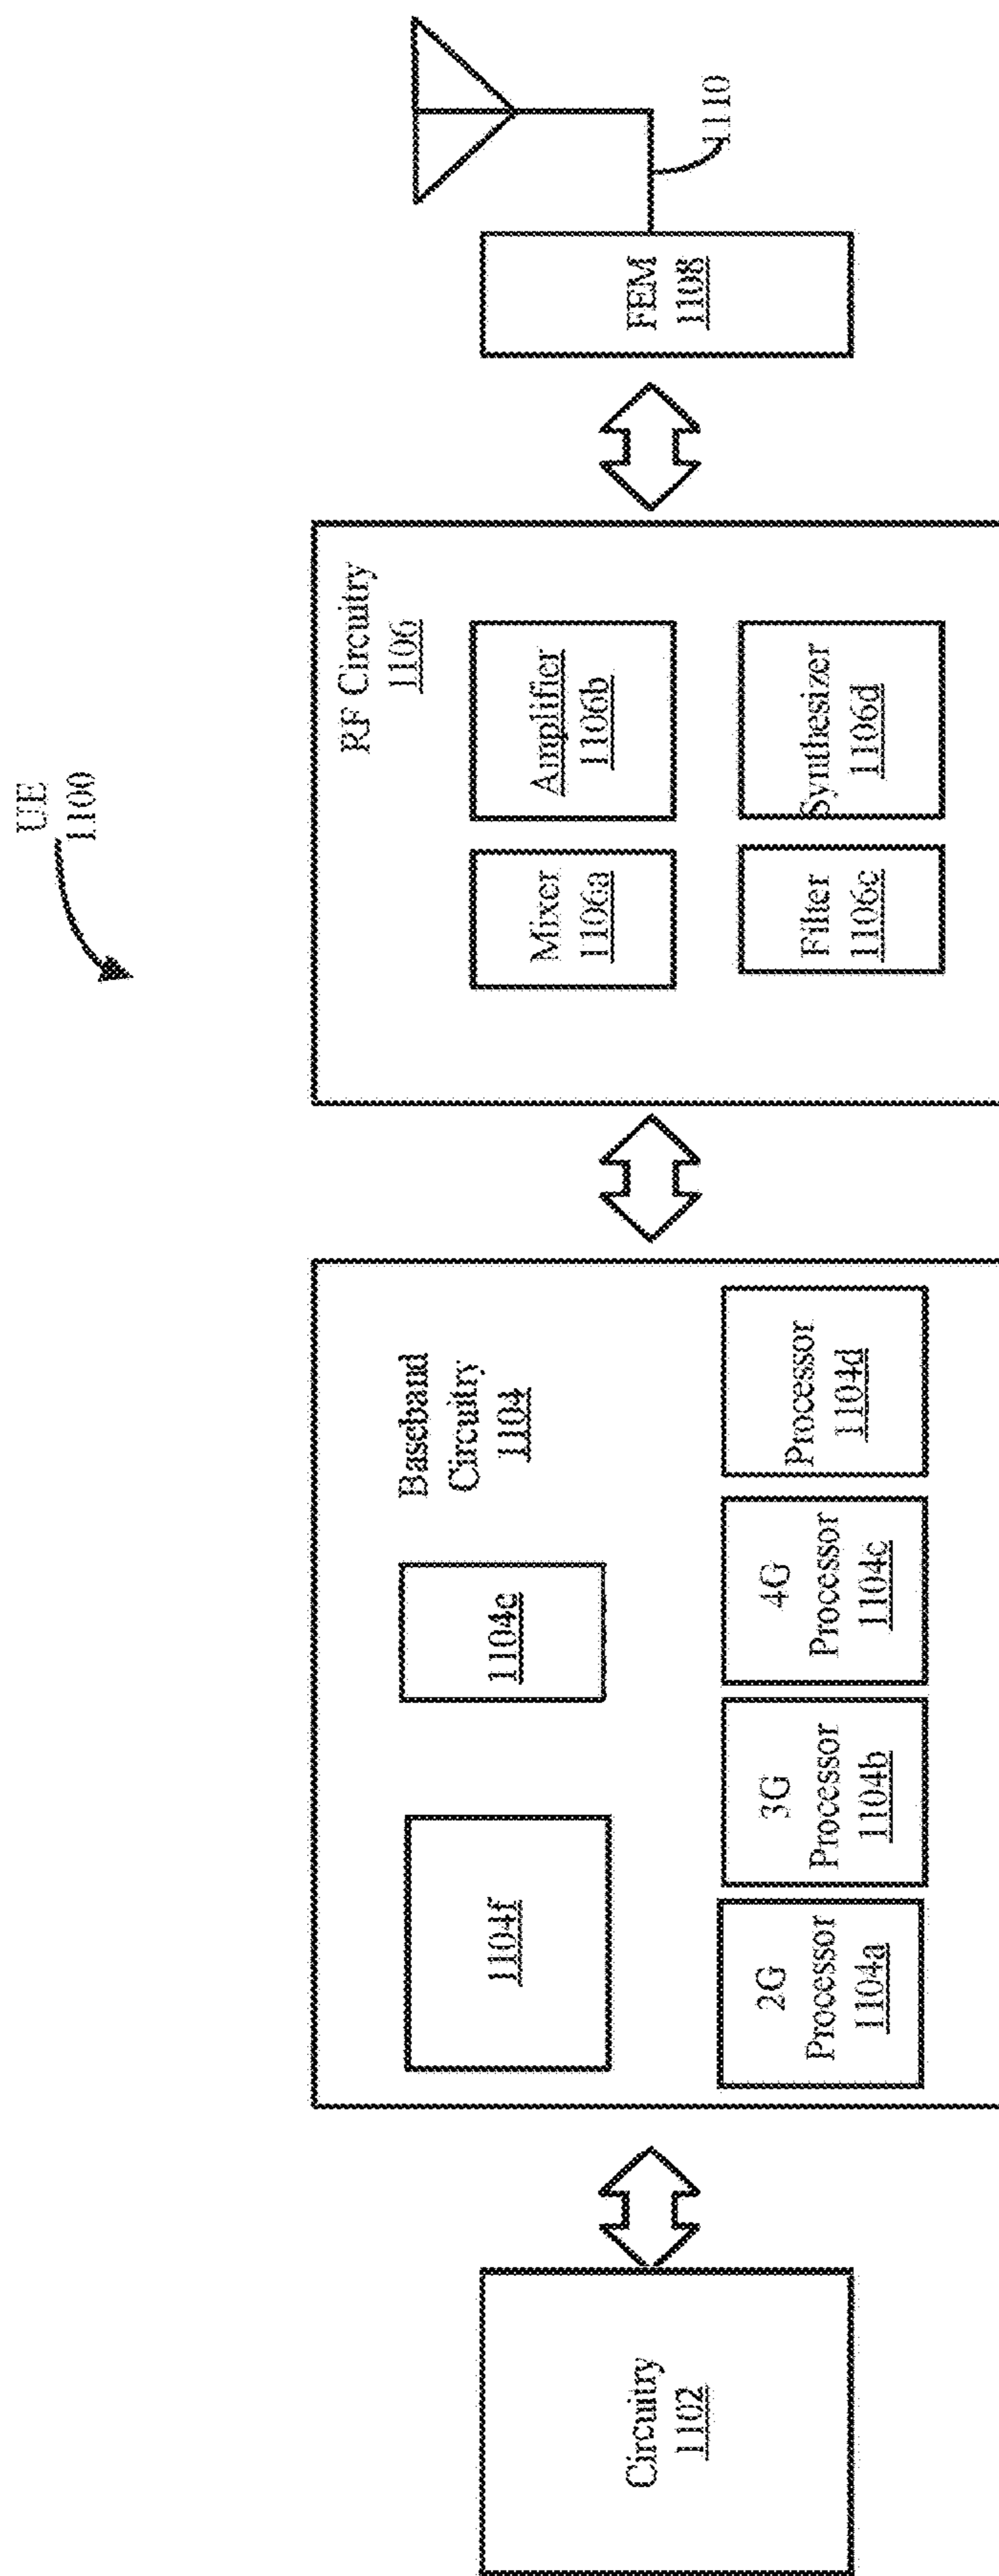 UE
1100
Circuitry
1102
Baseband
Circuitry
1104
1104f
1104e
2G
Processor
1104a
3G
Processor
1104b
4G
Processor
1104c
Processor
1104d
RF Circuitry
1106
Mixer
1106a
Amplifier
1106b
Filter
1106c
Synthesizer
1106d
FEM
1108
1110